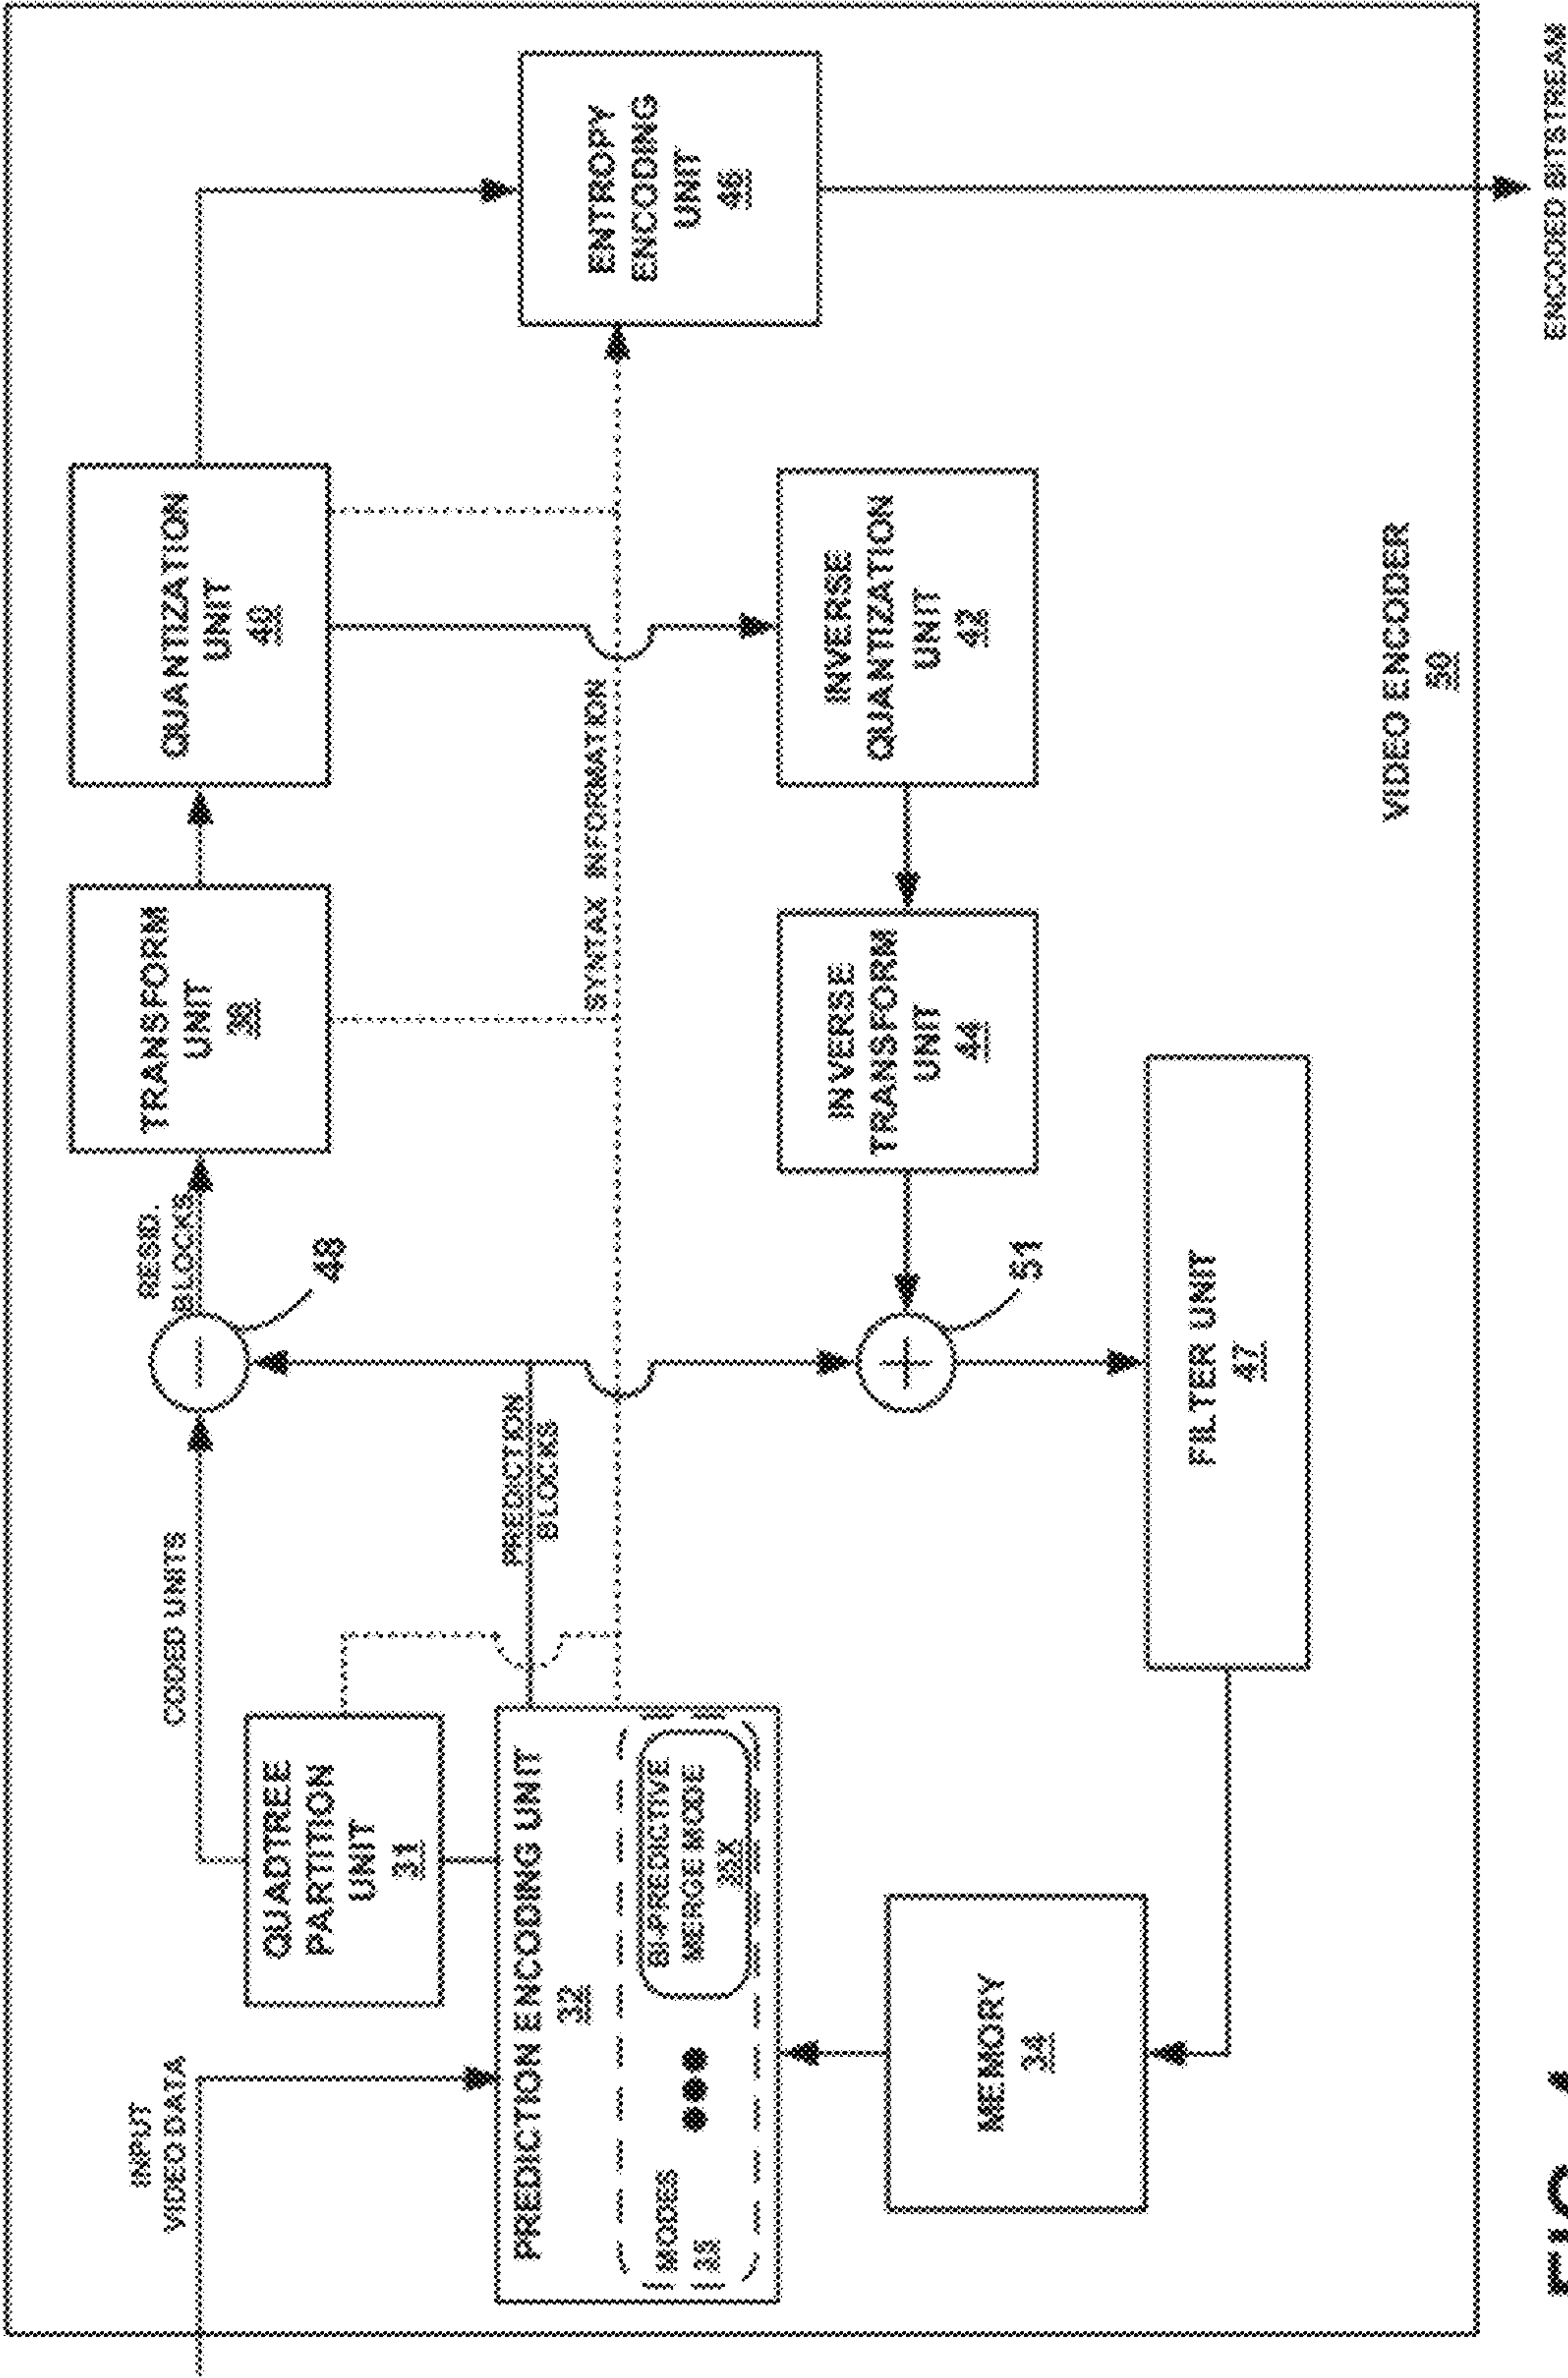 INPUT
VIDEO DATA
CODED UNITS
RESID.
BLOCKS
48
TRANSFORM
UNIT
38
QUANTIZATION
UNIT
40
QUADTREE
PARTITION
UNIT
31
PREDICTION
BLOCKS
SYNTAX INFORMATION
ENTROPY
ENCODING
UNIT
46
PREDICTION ENCODING UNIT
32
MODES
35
BI-PREDICTIVE
MERGE MODE
35X
51
INVERSE
TRANSFORM
UNIT
44
INVERSE
QUANTIZATION
UNIT
42
MEMORY
34
FILTER UNIT
47
VIDEO ENCODER
50
ENCODED BITSTREAM